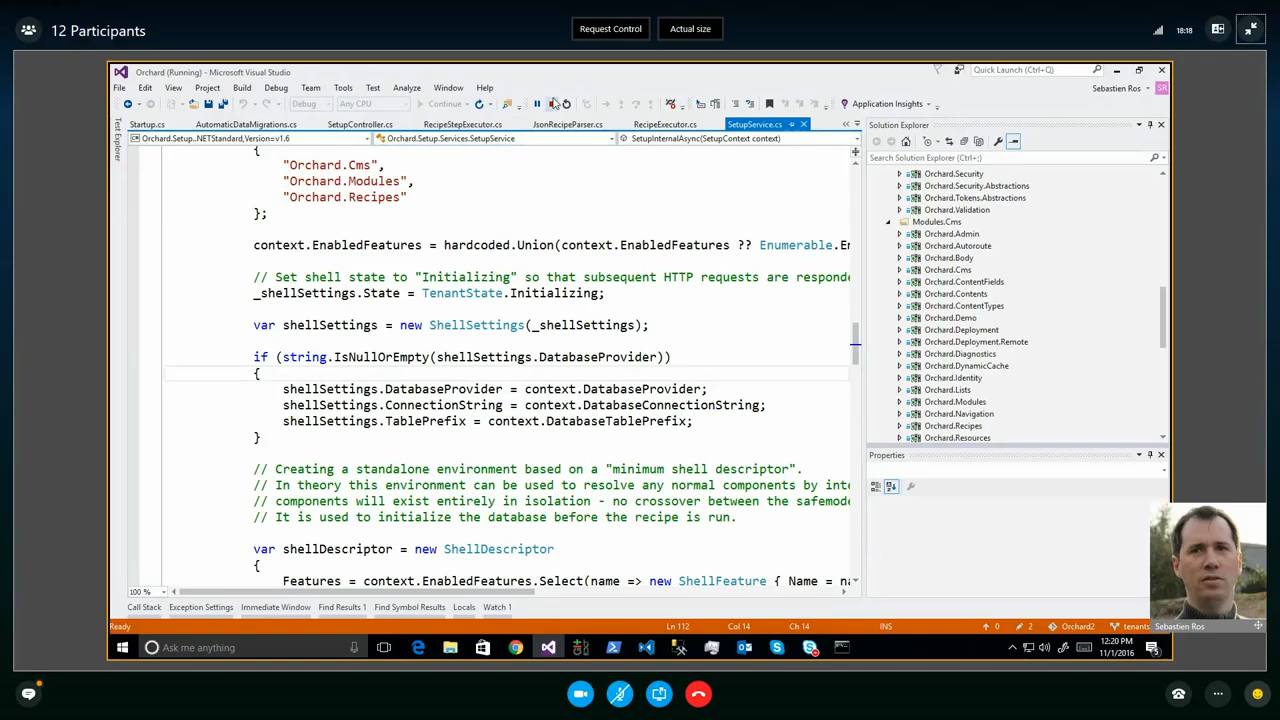 12 Participants
Request Control
Actual size
18:18
Orchard (Running) - Microsoft Visual Studio
Quick Launch (Ctrl+Q)
File Edit View Project Build Debug Team Tools Test Analyze Window Help
Sebastien Ros
SR
Debug
Any CPU
Continue
Application Insights
Test Explorer
Startup.cs
AutomaticDataMigrations.cs
SetupController.cs
RecipeStepExecutor.cs
JsonRecipeParser.cs
RecipeExecutor.cs
SetupService.cs
Orchard.Setup..NETStandard,Version=v1.6
Orchard.Setup.Services.SetupService
SetupInternalAsync(SetupContext context)
{
"Orchard.Cms",
"Orchard.Modules",
"Orchard.Recipes"
};
context.EnabledFeatures = hardcoded.Union(context.EnabledFeatures ?? Enumerable.Em
// Set shell state to "Initializing" so that subsequent HTTP requests are responde
_shellSettings.State = TenantState.Initializing;
var shellSettings = new ShellSettings(_shellSettings);
if (string.IsNullOrEmpty(shellSettings.DatabaseProvider))
{
shellSettings.DatabaseProvider = context.DatabaseProvider;
shellSettings.ConnectionString = context.DatabaseConnectionString;
shellSettings.TablePrefix = context.DatabaseTablePrefix;
}
// Creating a standalone environment based on a "minimum shell descriptor".
// In theory this environment can be used to resolve any normal components by inte
// components will exist entirely in isolation - no crossover between the safemode
// It is used to initialize the database before the recipe is run.
var shellDescriptor = new ShellDescriptor
{
Features = context.EnabledFeatures.Select(name => new ShellFeature { Name = na
100 %
Solution Explorer
Search Solution Explorer (Ctrl+;)
Orchard.Security
Orchard.Security.Abstractions
Orchard.Tokens.Abstractions
Orchard.Validation
Modules.Cms
Orchard.Admin
Orchard.Autoroute
Orchard.Body
Orchard.Cms
Orchard.ContentFields
Orchard.Contents
Orchard.ContentTypes
Orchard.Demo
Orchard.Deployment
Orchard.Deployment.Remote
Orchard.Diagnostics
Orchard.DynamicCache
Orchard.Identity
Orchard.Lists
Orchard.Modules
Orchard.Navigation
Orchard.Recipes
Orchard.Resources
Properties
Call Stack
Exception Settings
Immediate Window
Find Results 1
Find Symbol Results
Locals
Watch 1
Ready
Ln 112
Col 14
Ch 14
INS
0
2
Orchard2
tenants
Sebastien Ros
Ask me anything
12:20 PM
11/1/2016
3